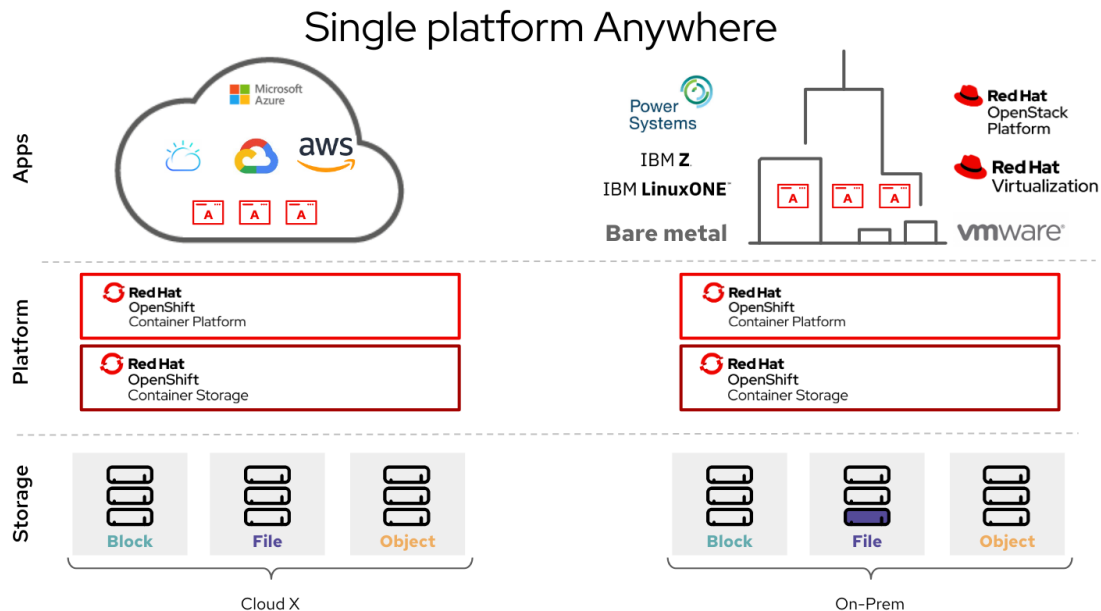 Single platform Anywhere
Apps
Microsoft
Azure
aws
A
A
A
Power
Systems
IBM Z
IBM LinuxONE™
Bare metal
A
A
A
Red Hat
OpenStack
Platform
Red Hat
Virtualization
vmware®
Platform
Red Hat
OpenShift
Container Platform
Red Hat
OpenShift
Container Storage
Red Hat
OpenShift
Container Platform
Red Hat
OpenShift
Container Storage
Storage
Block
File
Object
Block
File
Object
Cloud X
On-Prem